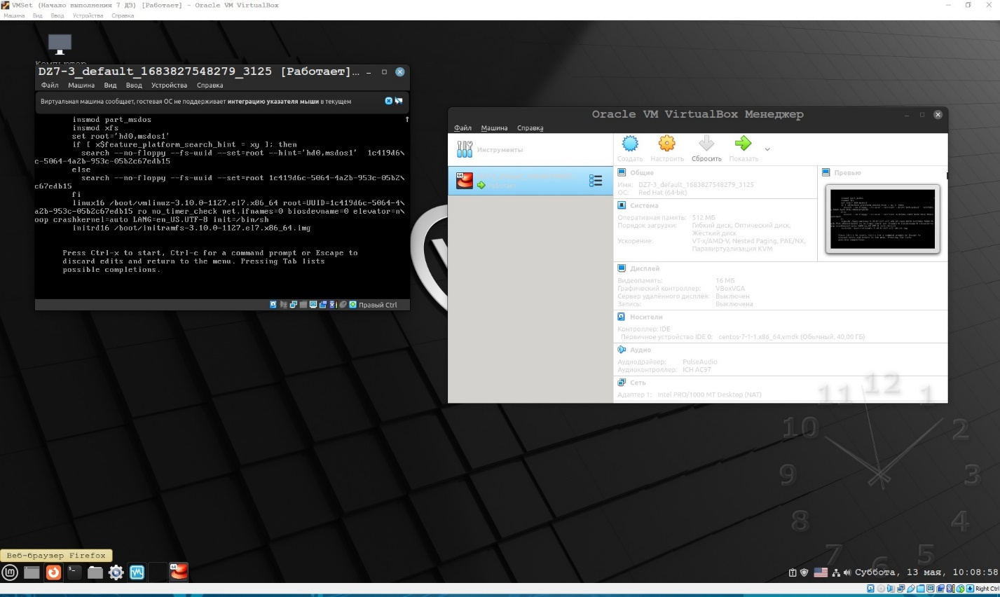 VMSet (Начало выполнения 7 ДЗ) [Работает] - Oracle VM VirtualBox
Машина Вид Ввод Устройства Справка
Компьютер
DZ7-3_default_1683827548279_3125 [Работает]...
Файл Машина Вид Ввод Устройства Справка
Виртуальная машина сообщает, гостевая ОС не поддерживает интеграцию указателя мыши в текущем
insmod part_msdos
insmod xfs
set root='hd0,msdos1'
if [ x$feature_platform_search_hint = xy ]; then
search --no-floppy --fs-uuid --set=root --hint='hd0,msdos1' 1c419d6\
c-5064-4a2b-953c-05b2c67edb15
else
search --no-floppy --fs-uuid --set=root 1c419d6c-5064-4a2b-953c-05b2\
c67edb15
fi
linux16 /boot/vmlinuz-3.10.0-1127.el7.x86_64 root=UUID=1c419d6c-5064-4\
a2b-953c-05b2c67edb15 ro no_timer_check net.ifnames=0 biosdevname=0 elevator=n\
oop crashkernel=auto LANG=en_US.UTF-8 init=/bin/sh
initrd16 /boot/initramfs-3.10.0-1127.el7.x86_64.img
Press Ctrl-x to start, Ctrl-c for a command prompt or Escape to
discard edits and return to the menu. Pressing Tab lists
possible completions.
Правый Ctrl
Oracle VM VirtualBox Менеджер
Файл Машина Справка
Инструменты
Создать Настроить Сбросить Показать
Общие
Имя: DZ7-3_default_1683827548279_3125
ОС: Red Hat (64-bit)
Превью
Система
Оперативная память: 512 МБ
Порядок загрузки: Гибкий диск, Оптический диск,
Жёсткий диск
Ускорение: VT-x/AMD-V, Nested Paging, PAE/NX,
Паравиртуализация KVM
Дисплей
Видеопамять: 16 МБ
Графический контроллер: VBoxVGA
Сервер удалённого дисплея: Выключен
Запись: Выключена
Носители
Контроллер: IDE
Первичное устройство IDE 0: centos-7-1-1.x86_64.vmdk (Обычный, 40,00 ГБ)
Аудио
Аудиодрайвер: PulseAudio
Аудиоконтроллер: ICH AC97
Сеть
Адаптер 1: Intel PRO/1000 MT Desktop (NAT)
11 12 1
10 2
9 3
8 4
7 6 5
Веб-браузер Firefox
Суббота, 13 мая, 10:08:58
Right Ctrl